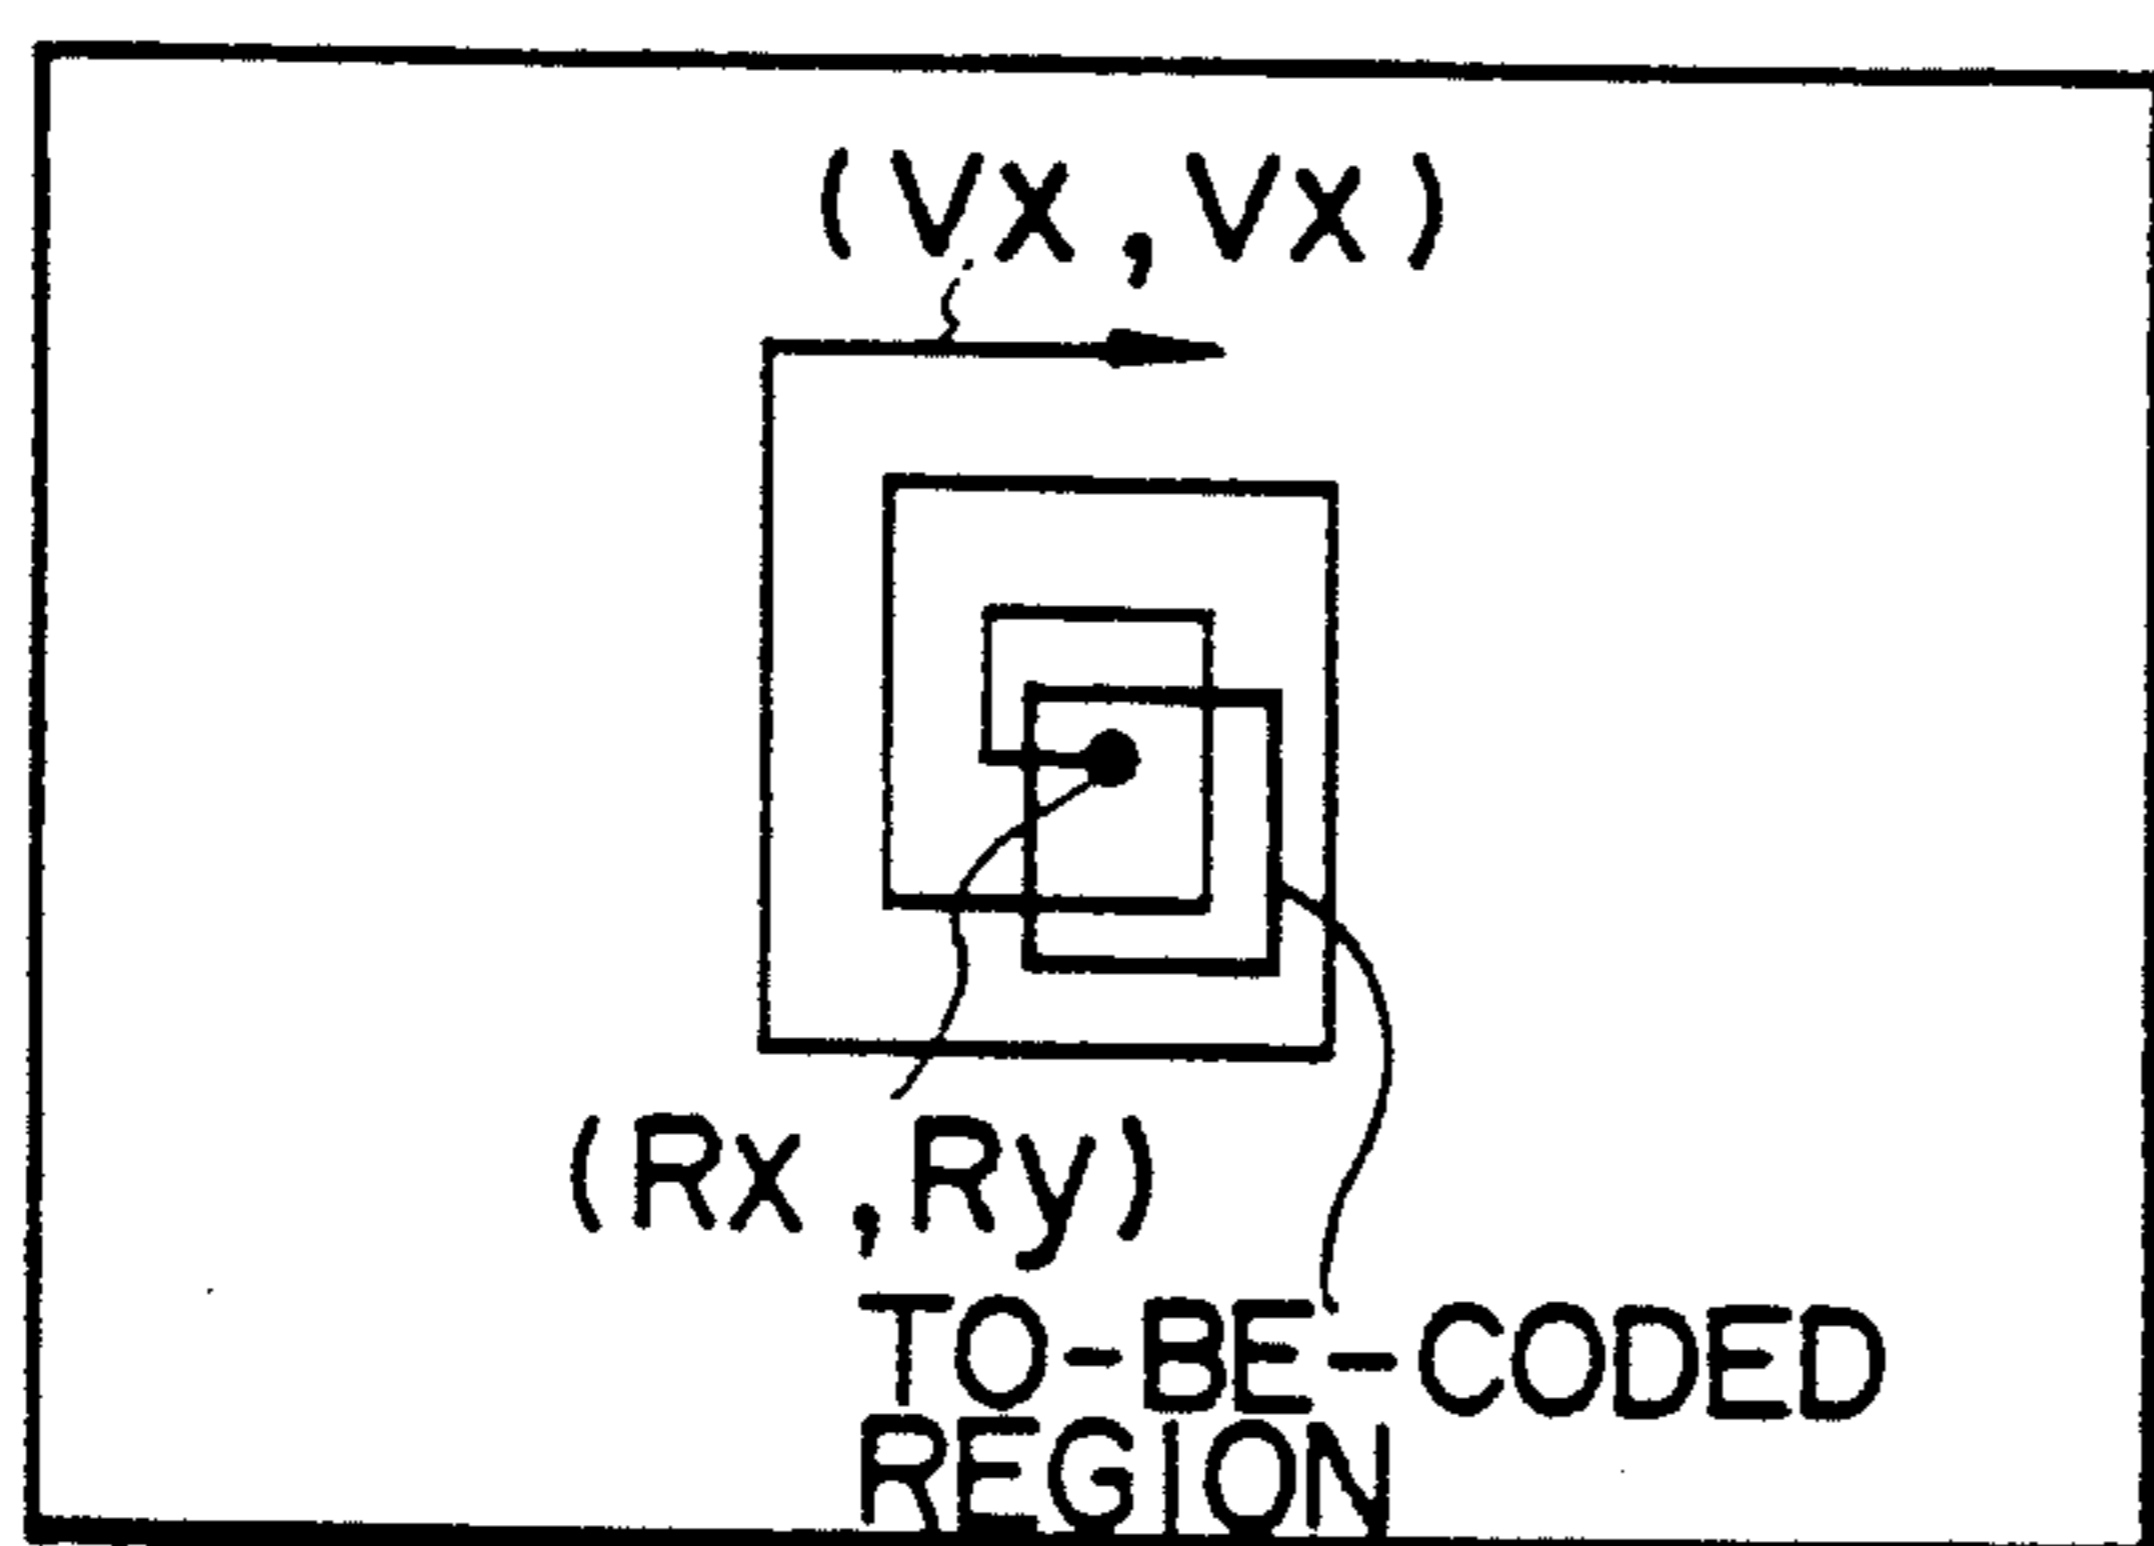 (Vx,Vx)
(Rx,Ry)
TO-BE-CODED
REGION